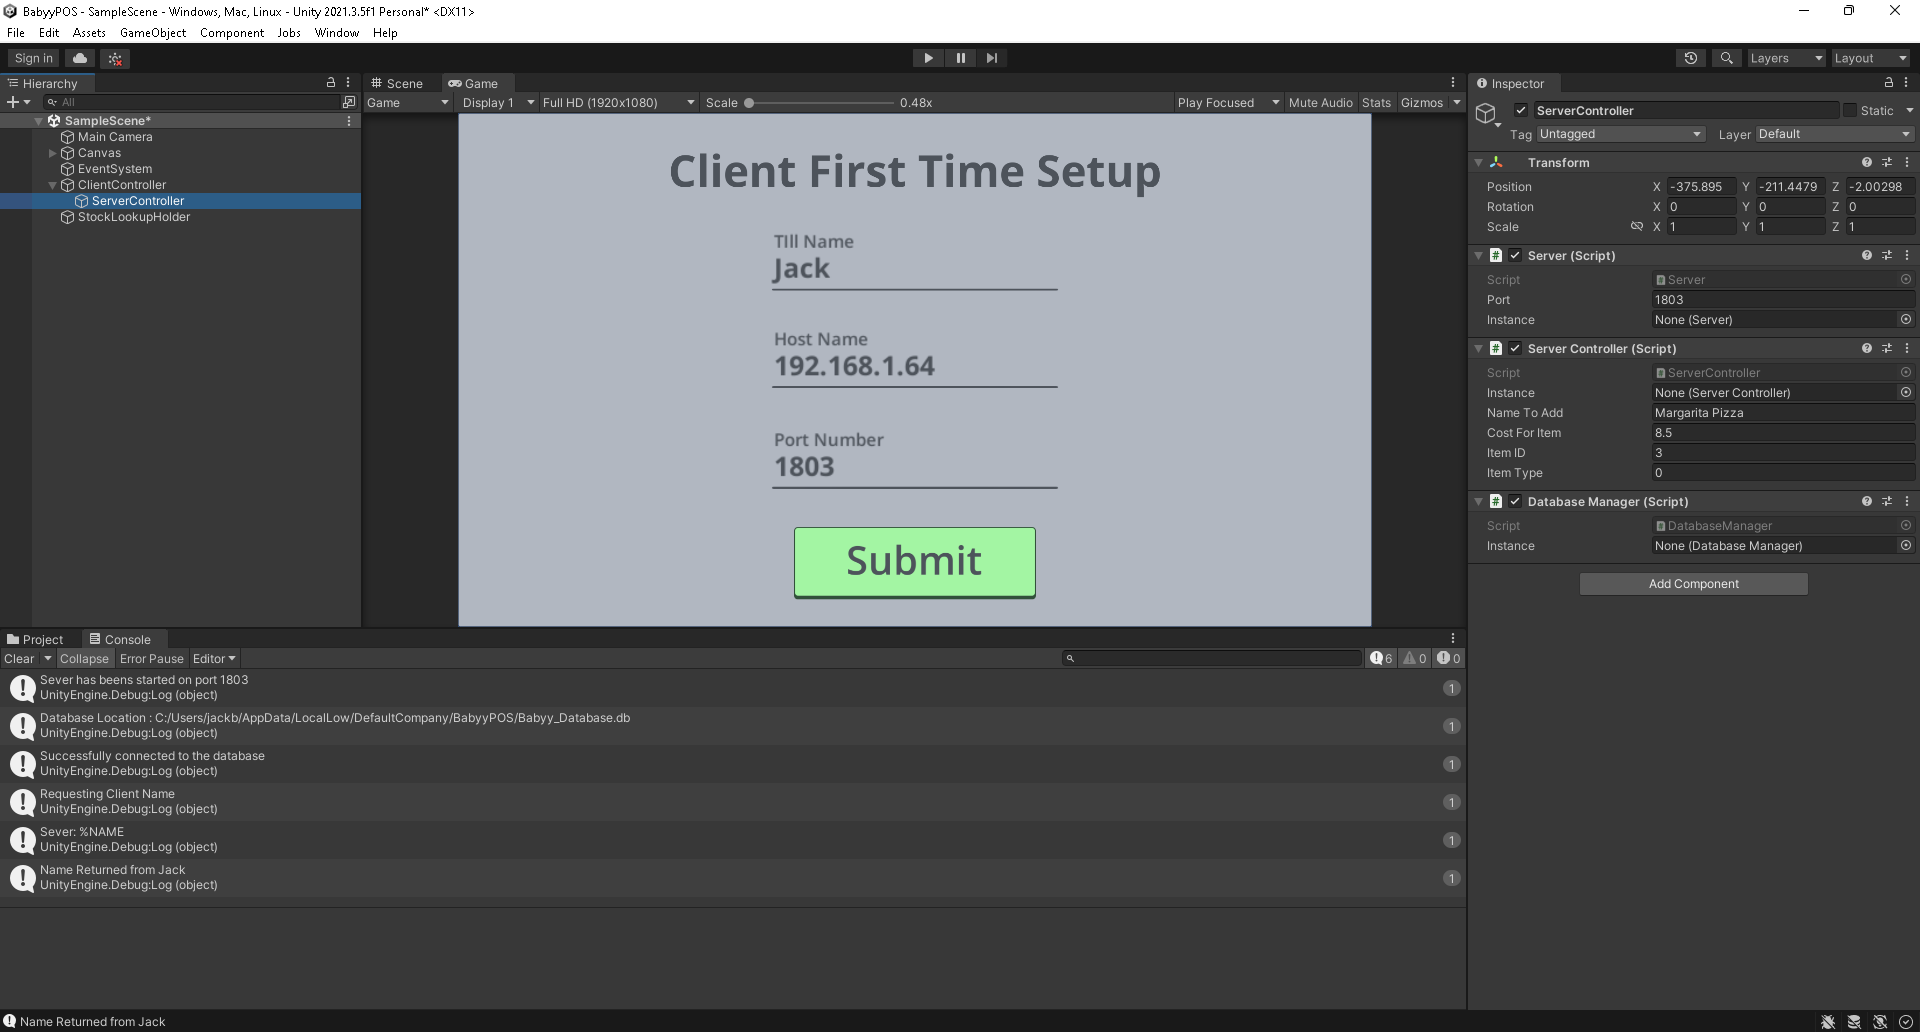 BabyyPOS - SampleScene - Windows, Mac, Linux - Unity 2021.3.5f1 Personal* <DX11>
File Edit Assets GameObject Component Jobs Window Help
Sign in
Layers Layout
Hierarchy
All
SampleScene*
Main Camera
Canvas
EventSystem
ClientController
ServerController
StockLookupHolder
Scene Game
Game Display 1 Full HD (1920x1080) Scale 0.48x Play Focused Mute Audio Stats Gizmos
Client First Time Setup
TIll Name
Jack
Host Name
192.168.1.64
Port Number
1803
Submit
Inspector
ServerController Static
Tag Untagged Layer Default
Transform
Position X -375.895 Y -211.4479 Z -2.00298
Rotation X 0 Y 0 Z 0
Scale X 1 Y 1 Z 1
Server (Script)
Script Server
Port 1803
Instance None (Server)
Server Controller (Script)
Script ServerController
Instance None (Server Controller)
Name To Add Margarita Pizza
Cost For Item 8.5
Item ID 3
Item Type 0
Database Manager (Script)
Script DatabaseManager
Instance None (Database Manager)
Add Component
Project Console
Clear Collapse Error Pause Editor 6 0 0
Sever has beens started on port 1803
UnityEngine.Debug:Log (object)
1
Database Location : C:/Users/jackb/AppData/LocalLow/DefaultCompany/BabyyPOS/Babyy_Database.db
UnityEngine.Debug:Log (object)
1
Successfully connected to the database
UnityEngine.Debug:Log (object)
1
Requesting Client Name
UnityEngine.Debug:Log (object)
1
Sever: %NAME
UnityEngine.Debug:Log (object)
1
Name Returned from Jack
UnityEngine.Debug:Log (object)
1
Name Returned from Jack